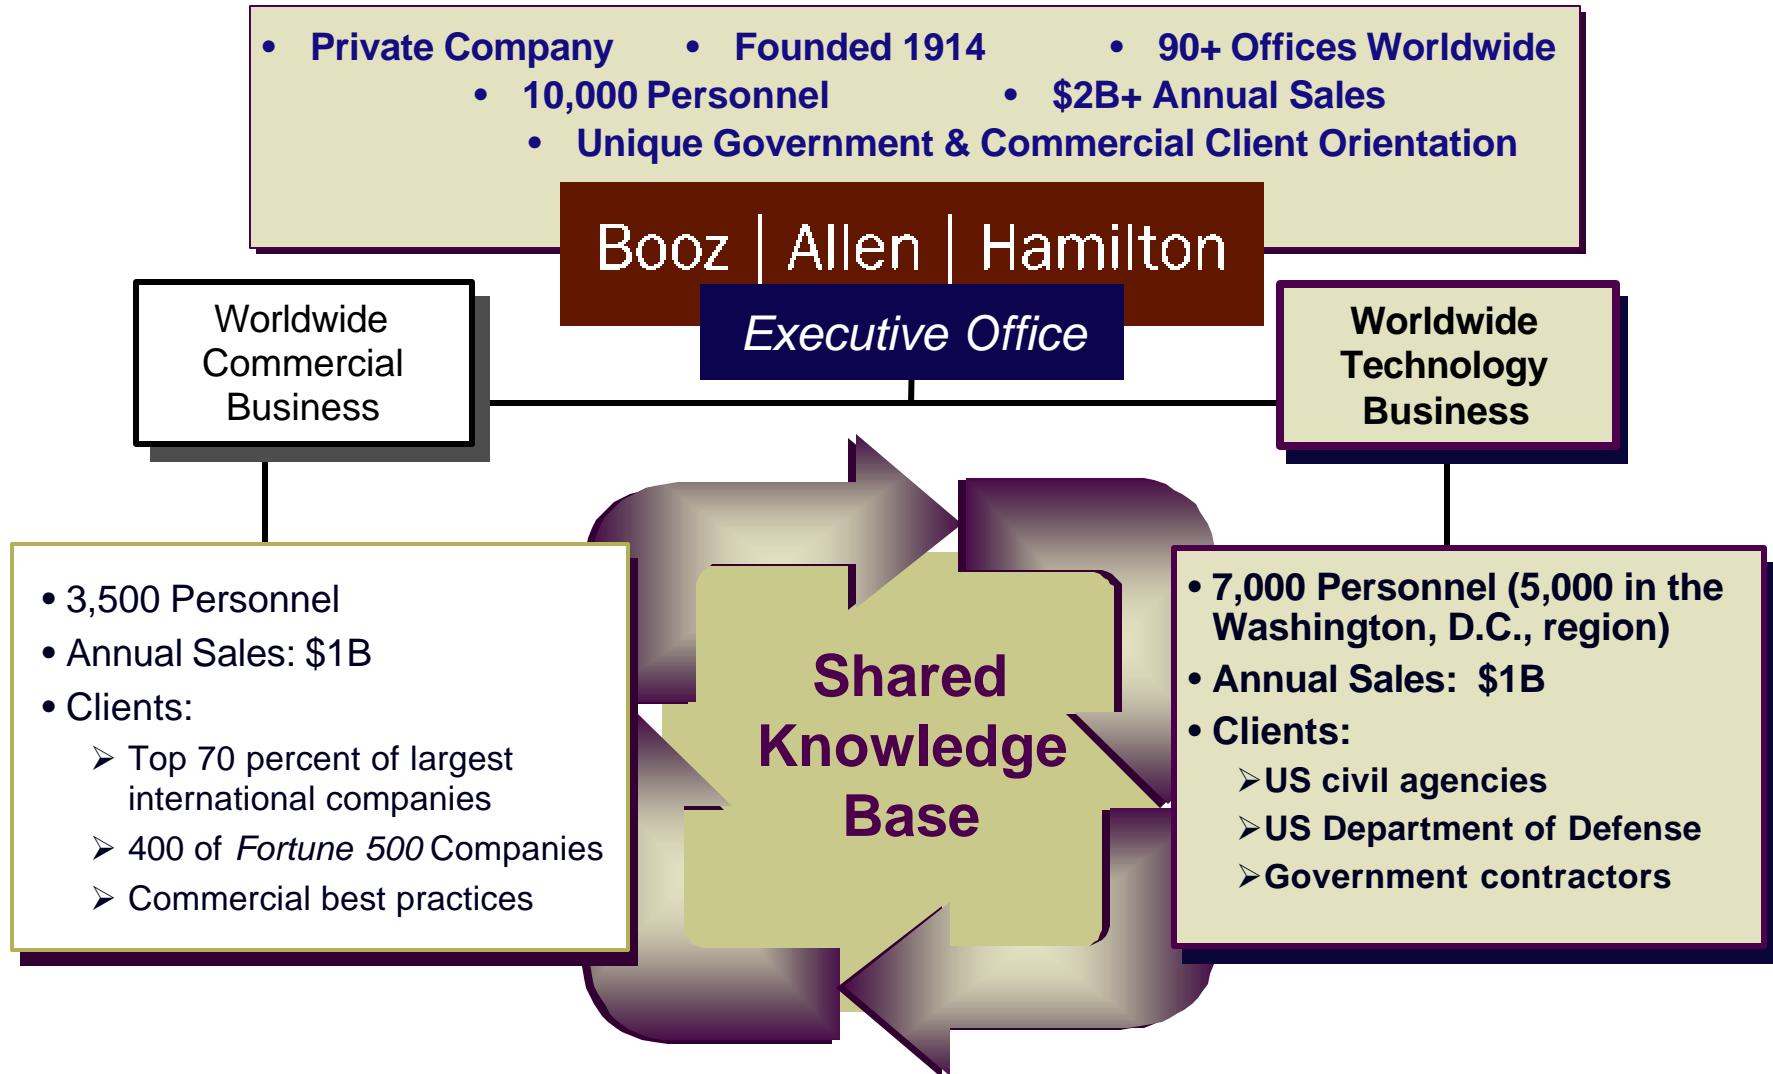 • Private Company • Founded 1914 • 90+ Offices Worldwide
• 10,000 Personnel • $2B+ Annual Sales
• Unique Government & Commercial Client Orientation
Booz | Allen | Hamilton
Executive Office
Worldwide
Commercial
Business
Worldwide
Technology
Business
• 3,500 Personnel
• Annual Sales: $1B
• Clients:
➢ Top 70 percent of largest
international companies
➢ 400 of Fortune 500 Companies
➢ Commercial best practices
Shared
Knowledge
Base
• 7,000 Personnel (5,000 in the
Washington, D.C., region)
• Annual Sales: $1B
• Clients:
➢US civil agencies
➢US Department of Defense
➢Government contractors